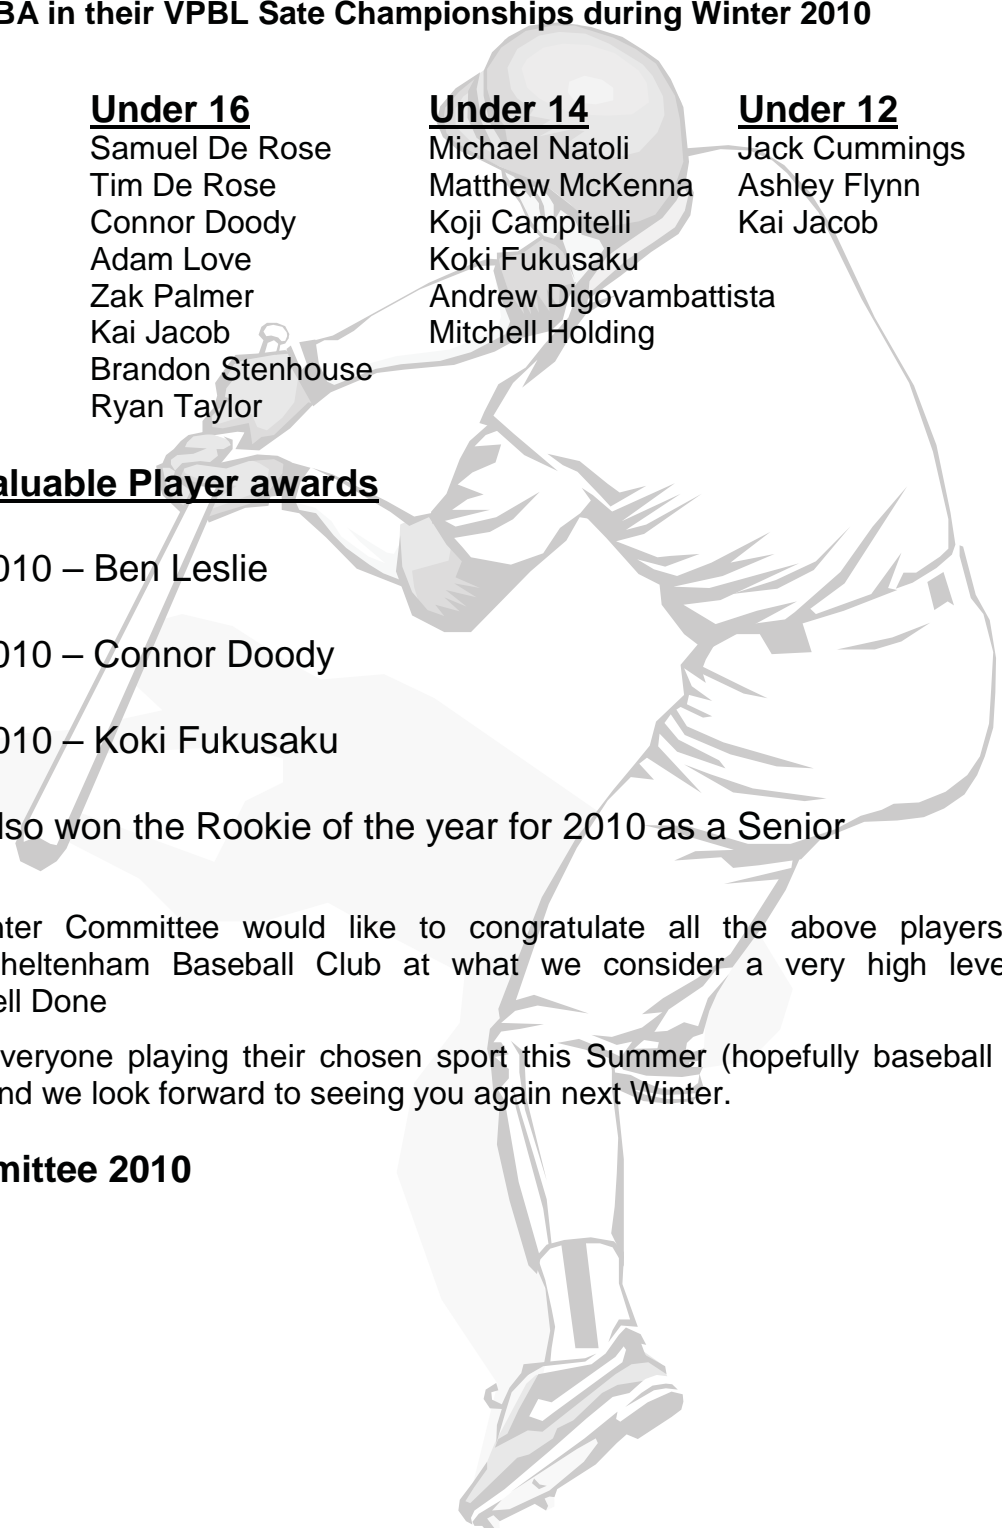 BA in their VPBL Sate Championships during Winter 2010
Under 16 Under 14 Under 12
Samuel De Rose Michael Natoli Jack Cummings
Tim De Rose Matthew McKenna Ashley Flynn
Connor Doody Koji Campitelli Kai Jacob
Adam Love Koki Fukusaku
Zak Palmer Andrew Digovambattista
Kai Jacob Mitchell Holding
Brandon Stenhouse
Ryan Taylor
aluable Player awards
010 – Ben Leslie
010 – Connor Doody
010 – Koki Fukusaku
lso won the Rookie of the year for 2010 as a Senior
nter Committee would like to congratulate all the above players
heltenham Baseball Club at what we consider a very high leve
ell Done
veryone playing their chosen sport this Summer (hopefully baseball
nd we look forward to seeing you again next Winter.
mittee 2010